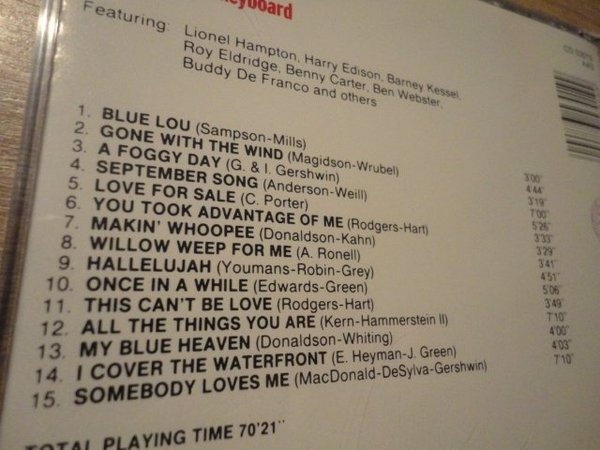 keyboard
Featuring: Lionel Hampton, Harry Edison, Barney Kessel,
Roy Eldridge, Benny Carter, Ben Webster,
Buddy De Franco and others
1. BLUE LOU (Sampson-Mills) 3'00"
2. GONE WITH THE WIND (Magidson-Wrubel) 4'44"
3. A FOGGY DAY (G. & I. Gershwin) 3'19"
4. SEPTEMBER SONG (Anderson-Weill) 7'00"
5. LOVE FOR SALE (C. Porter) 5'26"
6. YOU TOOK ADVANTAGE OF ME (Rodgers-Hart) 3'33"
7. MAKIN' WHOOPEE (Donaldson-Kahn) 3'29"
8. WILLOW WEEP FOR ME (A. Ronell) 3'41"
9. HALLELUJAH (Youmans-Robin-Grey) 4'51"
10. ONCE IN A WHILE (Edwards-Green) 5'06"
11. THIS CAN'T BE LOVE (Rodgers-Hart) 3'49"
12. ALL THE THINGS YOU ARE (Kern-Hammerstein II) 7'10"
13. MY BLUE HEAVEN (Donaldson-Whiting) 4'00"
14. I COVER THE WATERFRONT (E. Heyman-J. Green) 4'03"
15. SOMEBODY LOVES ME (MacDonald-DeSylva-Gershwin) 7'10"
TOTAL PLAYING TIME 70'21"